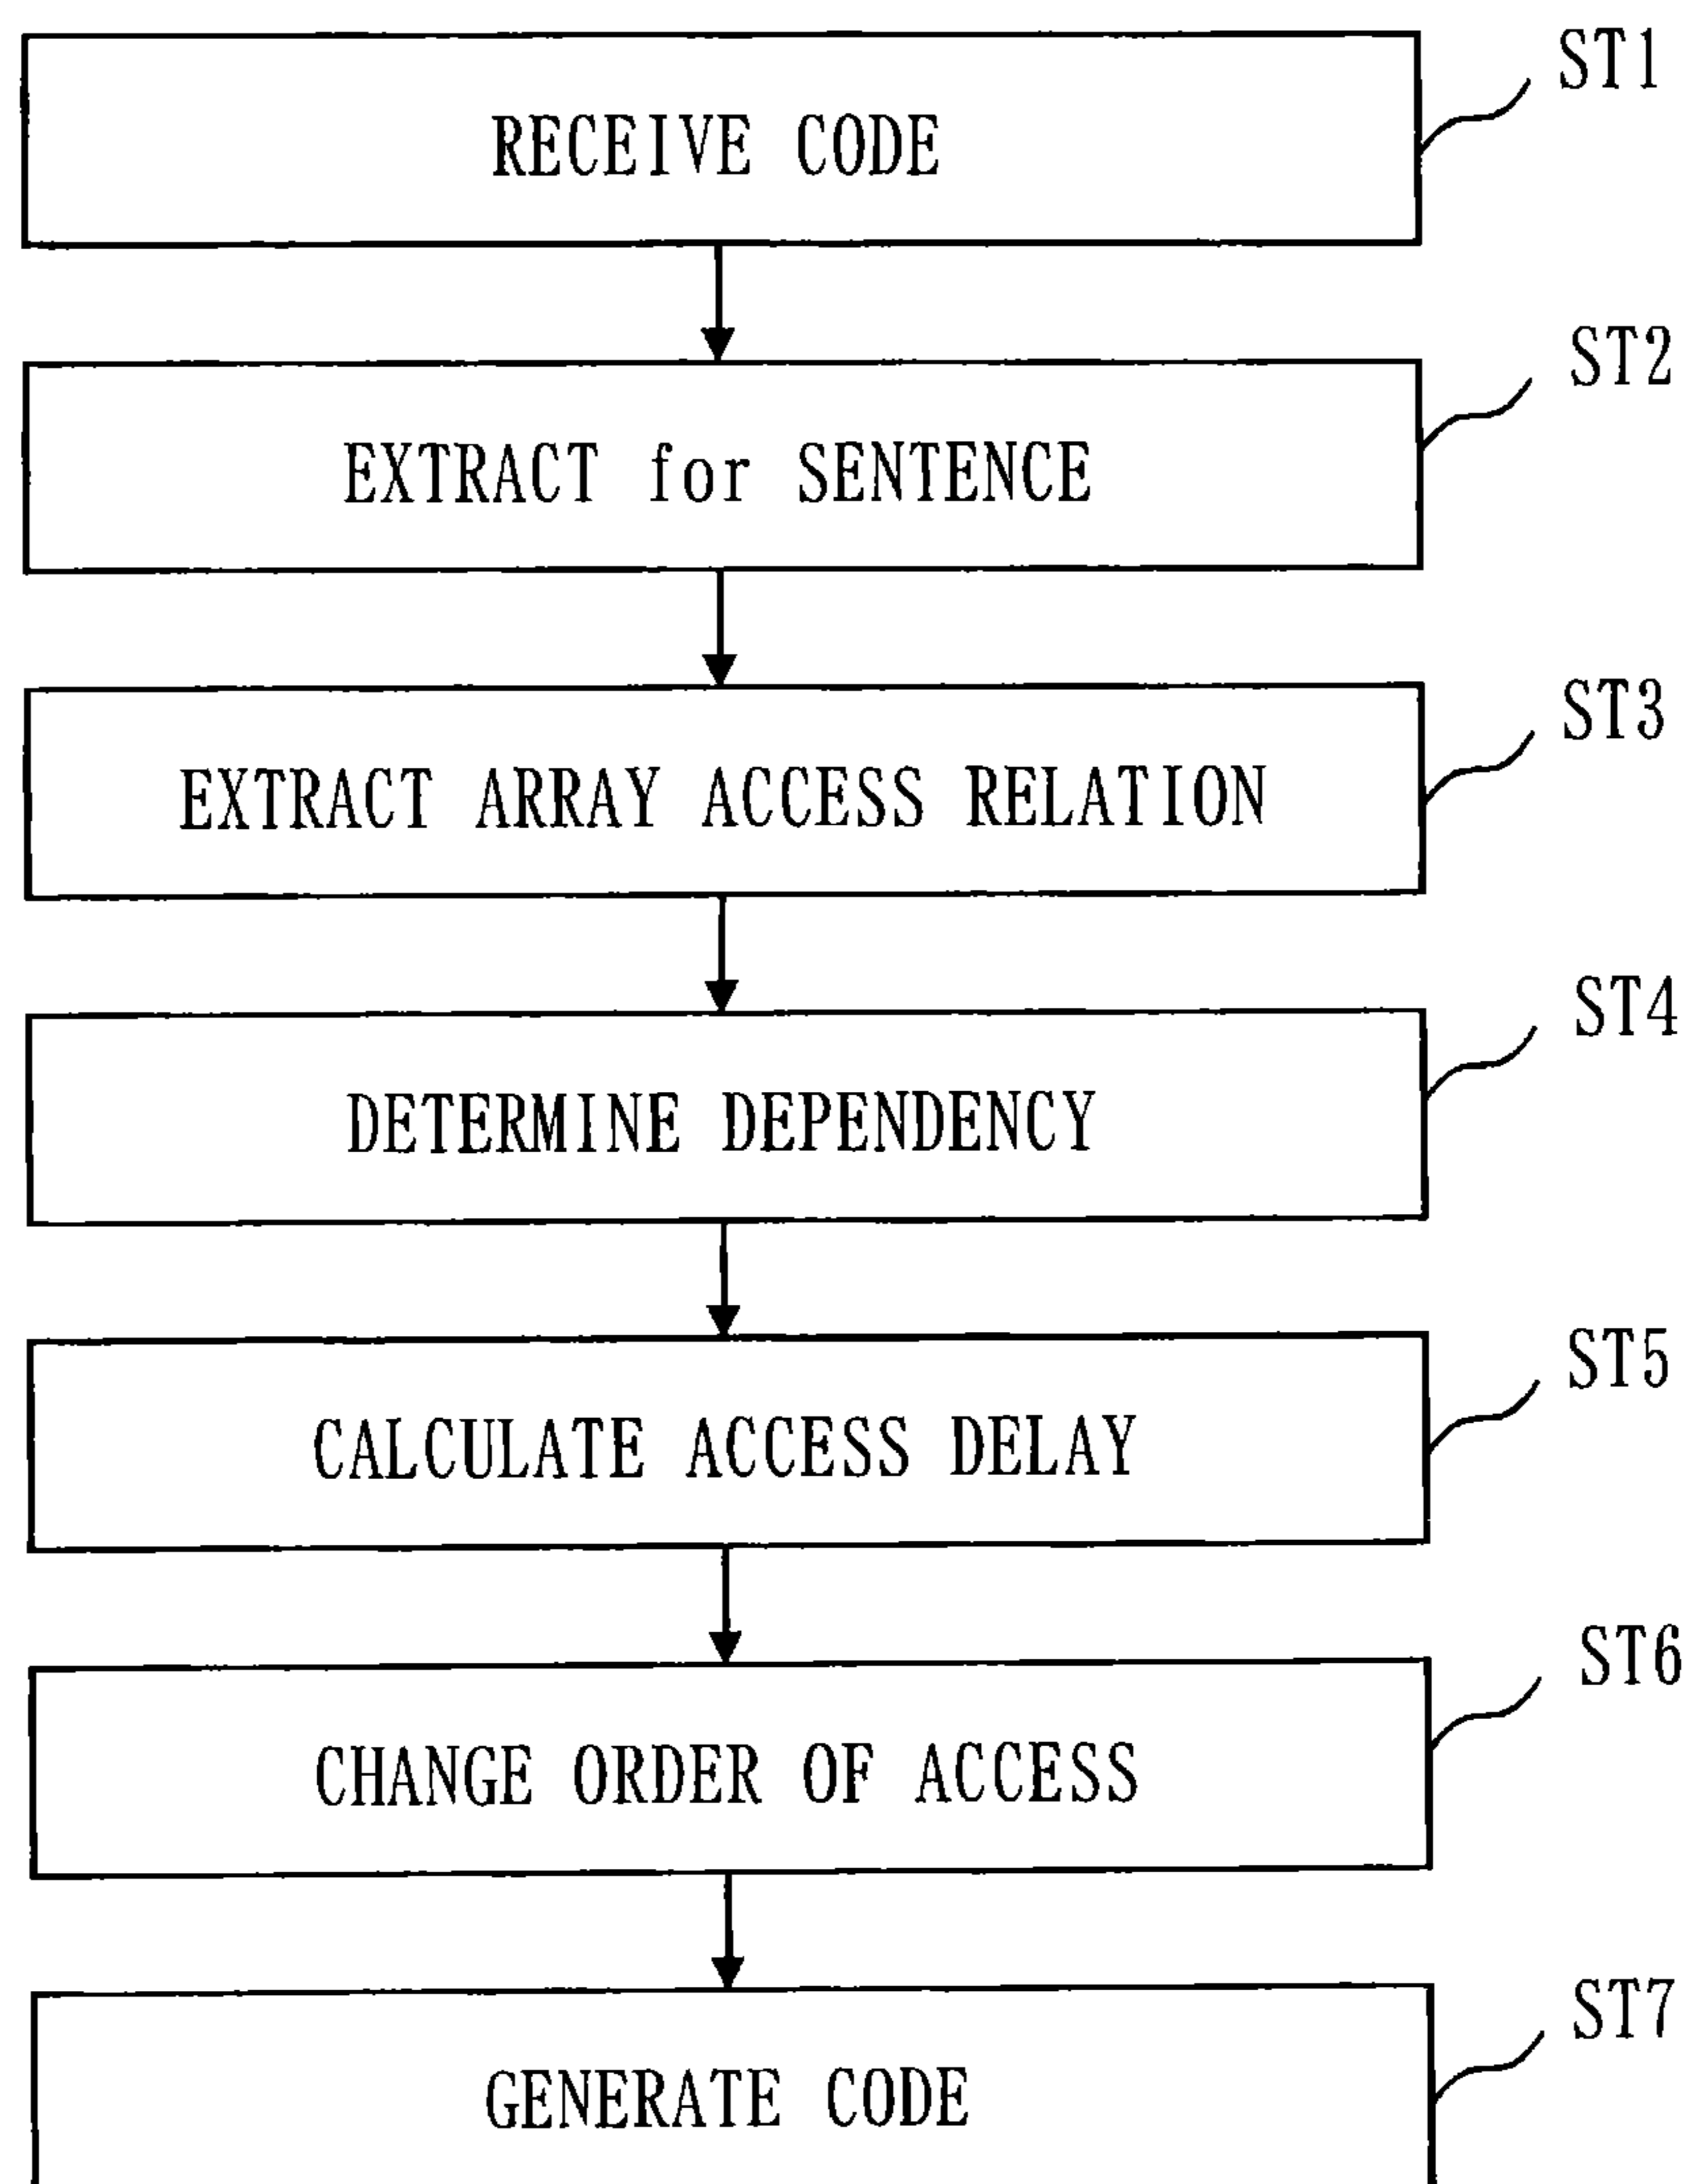 ST1
RECEIVE CODE
ST2
EXTRACT for SENTENCE
ST3
EXTRACT ARRAY ACCESS RELATION
ST4
DETERMINE DEPENDENCY
ST5
CALCULATE ACCESS DELAY
ST6
CHANGE ORDER OF ACCESS
ST7
GENERATE CODE